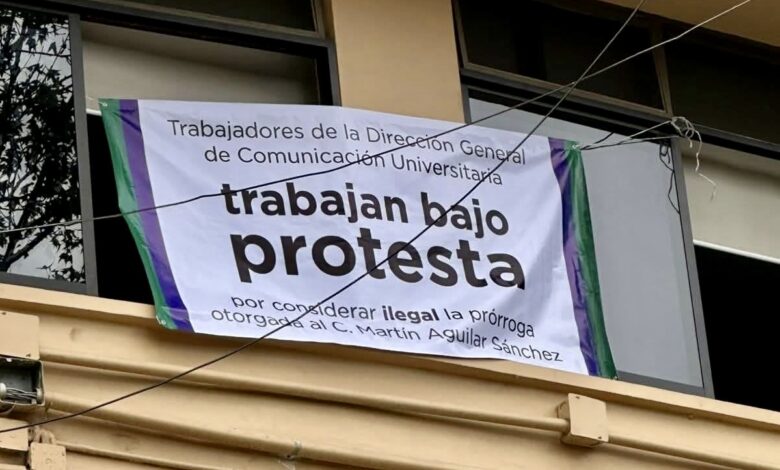 Trabajadores de la Dirección General
de Comunicación Universitaria
trabajan bajo
protesta
por considerar ilegal la prórroga
otorgada al C. Martín Aguilar Sánchez